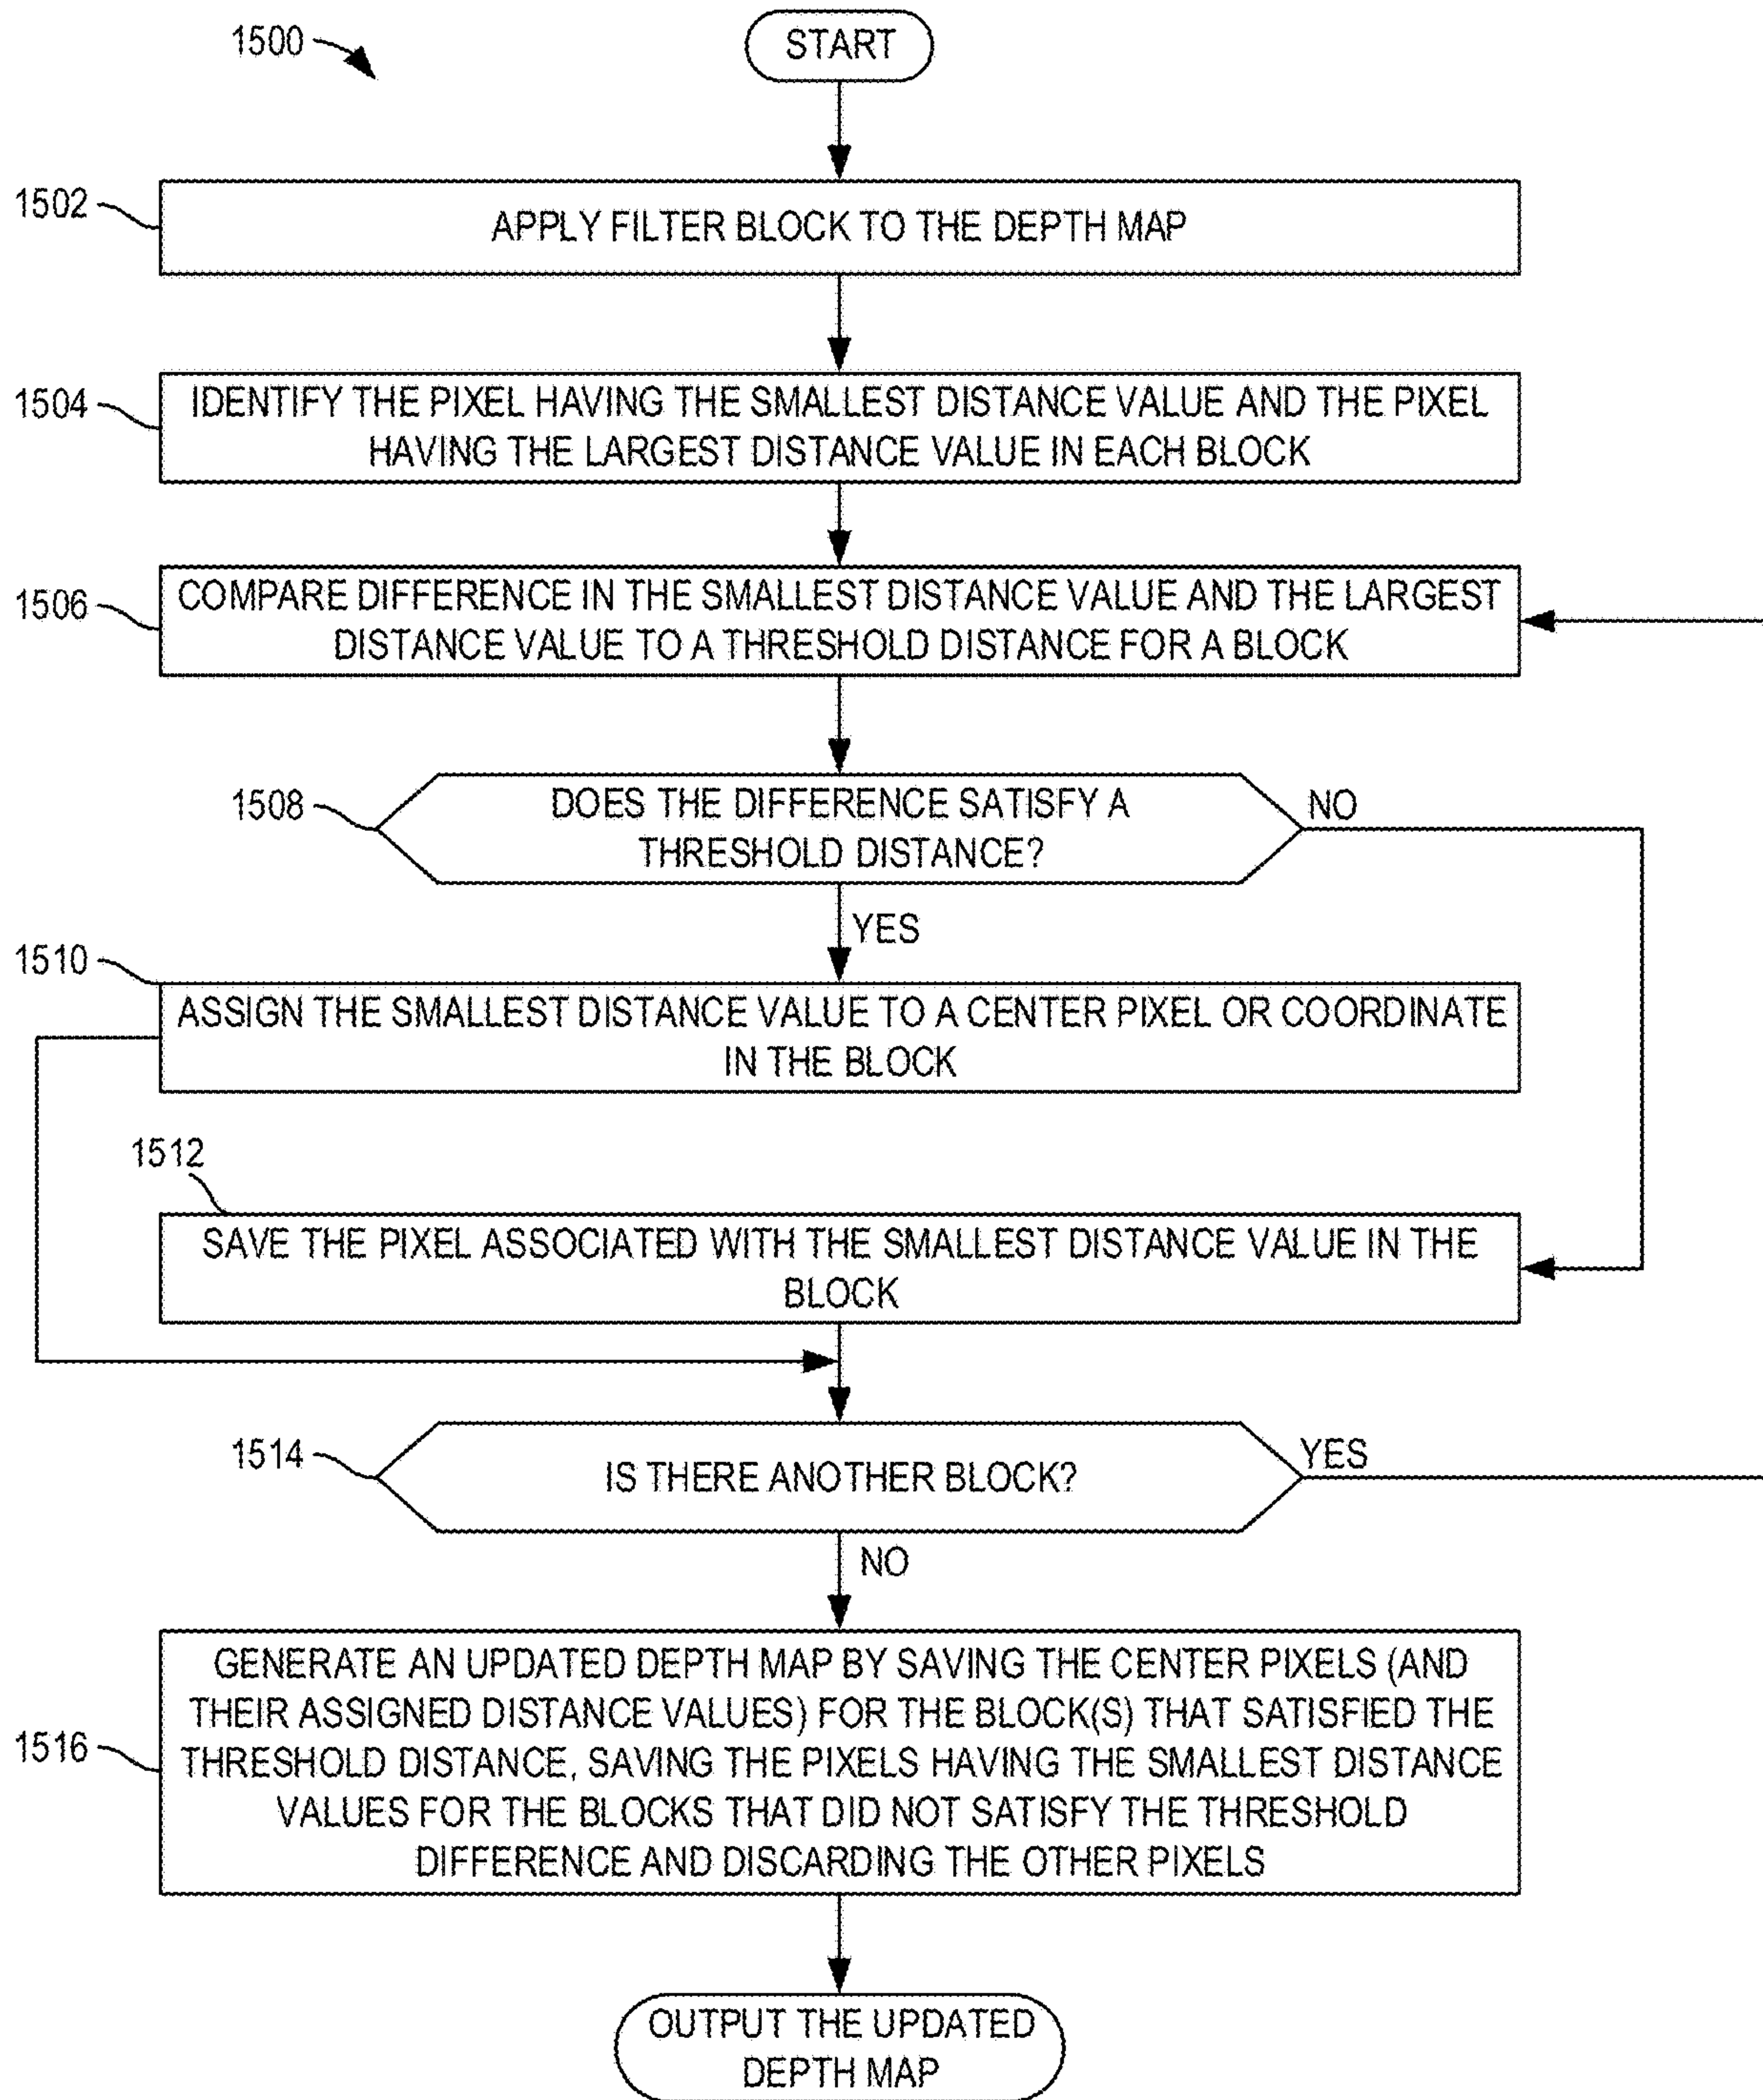 1500
START
1502
APPLY FILTER BLOCK TO THE DEPTH MAP
1504
IDENTIFY THE PIXEL HAVING THE SMALLEST DISTANCE VALUE AND THE PIXEL
HAVING THE LARGEST DISTANCE VALUE IN EACH BLOCK
1506
COMPARE DIFFERENCE IN THE SMALLEST DISTANCE VALUE AND THE LARGEST
DISTANCE VALUE TO A THRESHOLD DISTANCE FOR A BLOCK
1508
DOES THE DIFFERENCE SATISFY A
THRESHOLD DISTANCE?
NO
YES
1510
ASSIGN THE SMALLEST DISTANCE VALUE TO A CENTER PIXEL OR COORDINATE
IN THE BLOCK
1512
SAVE THE PIXEL ASSOCIATED WITH THE SMALLEST DISTANCE VALUE IN THE
BLOCK
1514
IS THERE ANOTHER BLOCK?
YES
NO
1516
GENERATE AN UPDATED DEPTH MAP BY SAVING THE CENTER PIXELS (AND
THEIR ASSIGNED DISTANCE VALUES) FOR THE BLOCK(S) THAT SATISFIED THE
THRESHOLD DISTANCE, SAVING THE PIXELS HAVING THE SMALLEST DISTANCE
VALUES FOR THE BLOCKS THAT DID NOT SATISFY THE THRESHOLD
DIFFERENCE AND DISCARDING THE OTHER PIXELS
OUTPUT THE UPDATED
DEPTH MAP